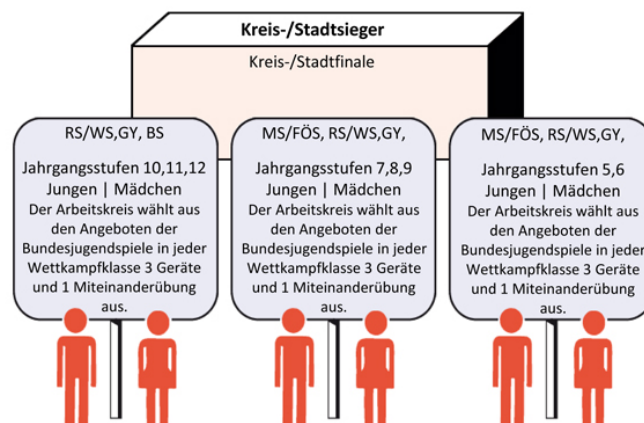 Kreis-/Stadtsieger
Kreis-/Stadtfinale
RS/WS,GY, BS
Jahrgangsstufen 10,11,12
Jungen | Mädchen
Der Arbeitskreis wählt aus
den Angeboten der
Bundesjugendspiele in jeder
Wettkampfklasse 3 Geräte
und 1 Miteinanderübung
aus.
MS/FÖS, RS/WS,GY,
Jahrgangsstufen 7,8,9
Jungen | Mädchen
Der Arbeitskreis wählt aus
den Angeboten der
Bundesjugendspiele in jeder
Wettkampfklasse 3 Geräte
und 1 Miteinanderübung
aus.
MS/FÖS, RS/WS,GY,
Jahrgangsstufen 5,6
Jungen | Mädchen
Der Arbeitskreis wählt aus
den Angeboten der
Bundesjugendspiele in jeder
Wettkampfklasse 3 Geräte
und 1 Miteinanderübung
aus.